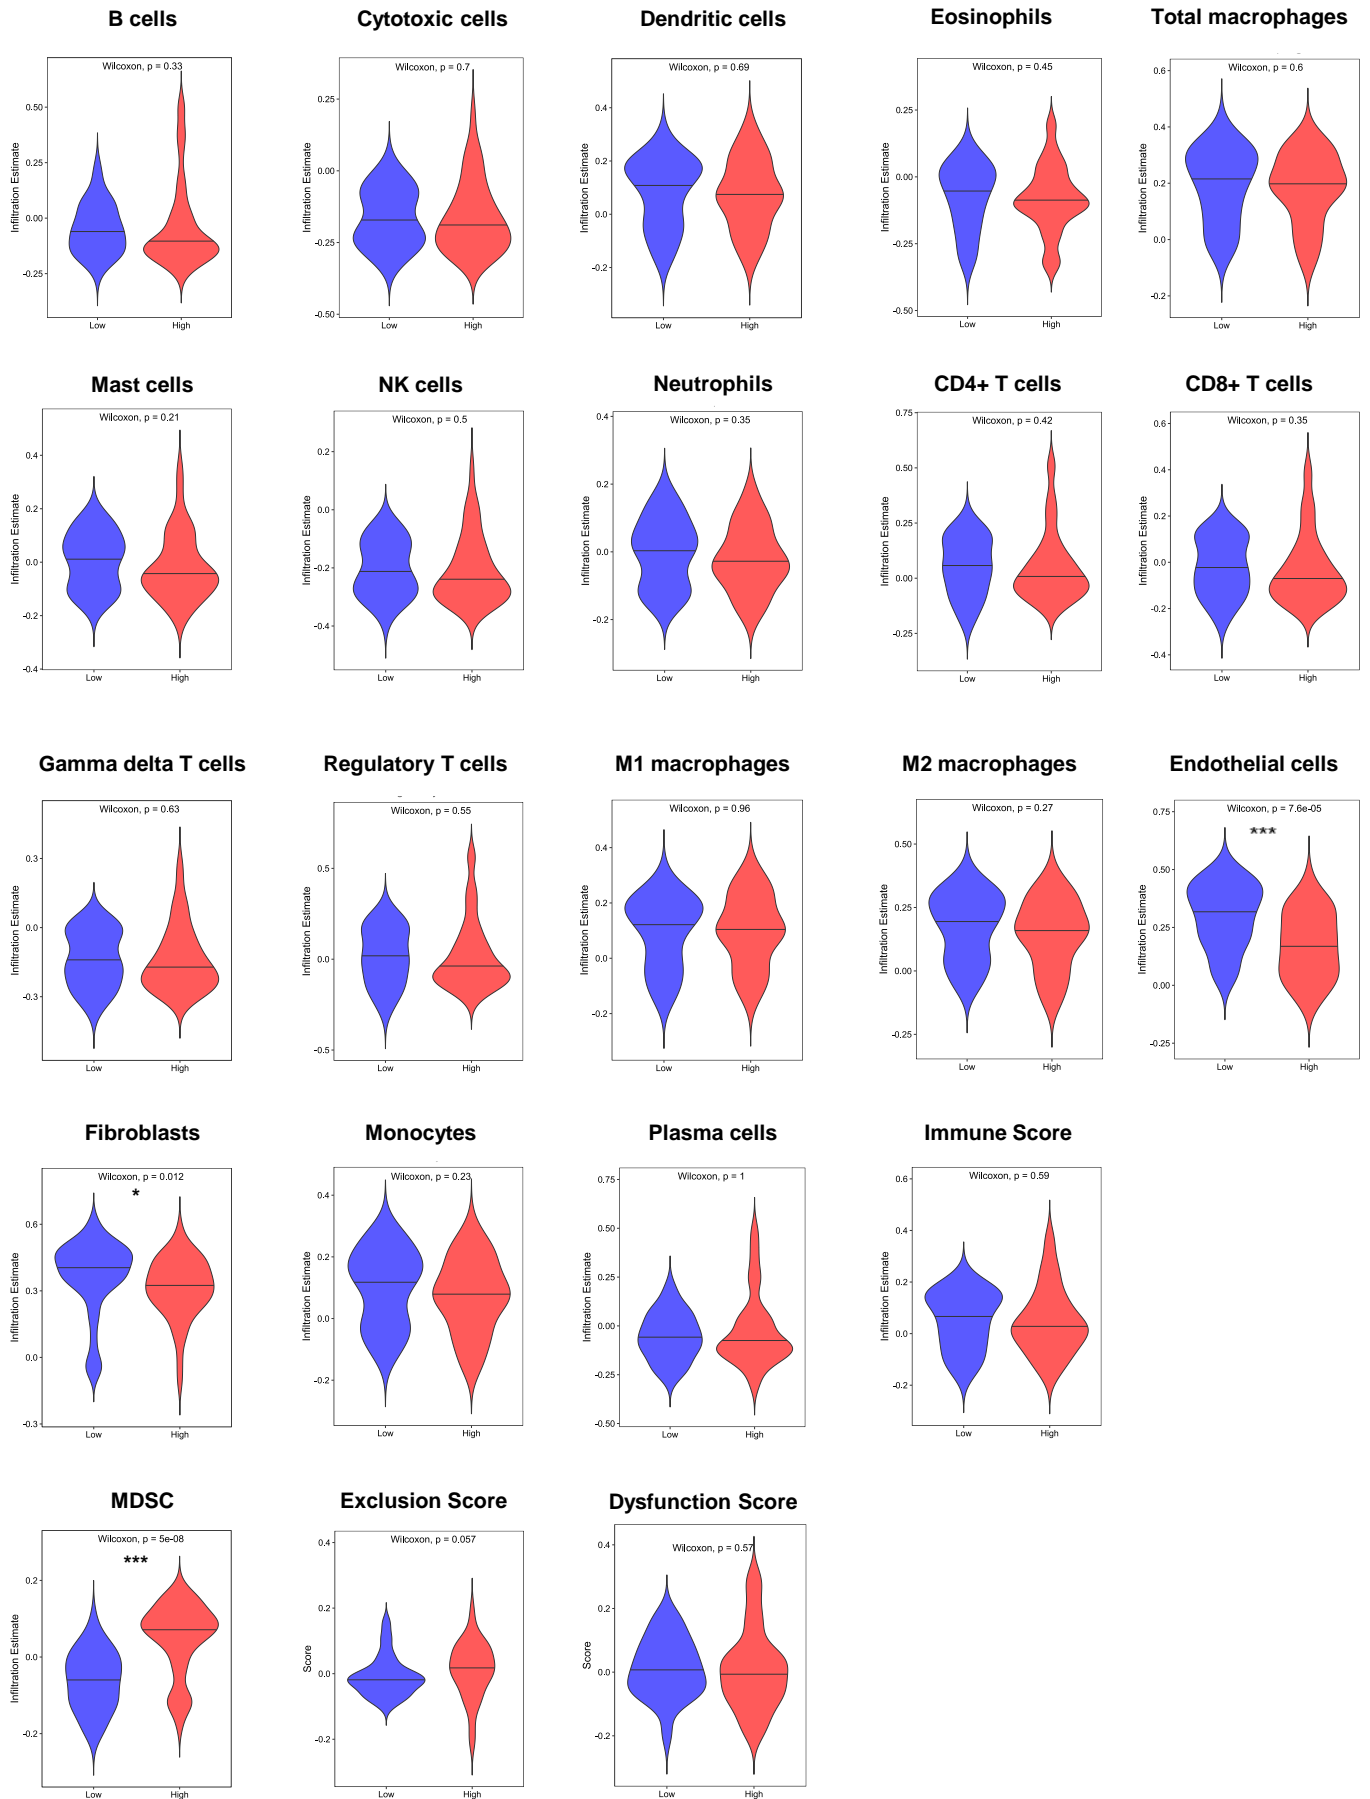 B cells
Wilcoxon, p = 0.33
Infiltration Estimate
0.50
0.25
0.00
-0.25
Low High
Cytotoxic cells
Wilcoxon, p = 0.7
Infiltration Estimate
0.25
0.00
-0.25
-0.50
Low High
Dendritic cells
Wilcoxon, p = 0.69
Infiltration Estimate
0.4
0.2
0.0
-0.2
Low High
Eosinophils
Wilcoxon, p = 0.45
Infiltration Estimate
0.25
0.00
-0.25
-0.50
Low High
Total macrophages
Wilcoxon, p = 0.6
Infiltration Estimate
0.6
0.4
0.2
0.0
-0.2
Low High
Mast cells
Wilcoxon, p = 0.21
Infiltration Estimate
0.4
0.2
0.0
-0.2
-0.4
Low High
NK cells
Wilcoxon, p = 0.5
Infiltration Estimate
0.2
0.0
-0.2
-0.4
Low High
Neutrophils
Wilcoxon, p = 0.35
Infiltration Estimate
0.4
0.2
0.0
-0.2
Low High
CD4+ T cells
Wilcoxon, p = 0.42
Infiltration Estimate
0.75
0.50
0.25
0.00
-0.25
Low High
CD8+ T cells
Wilcoxon, p = 0.35
Infiltration Estimate
0.6
0.4
0.2
0.0
-0.2
-0.4
Low High
Gamma delta T cells
Wilcoxon, p = 0.63
Infiltration Estimate
0.3
0.0
-0.3
Low High
Regulatory T cells
Wilcoxon, p = 0.55
Infiltration Estimate
0.5
0.0
-0.5
Low High
M1 macrophages
Wilcoxon, p = 0.96
Infiltration Estimate
0.4
0.2
0.0
-0.2
Low High
M2 macrophages
Wilcoxon, p = 0.27
Infiltration Estimate
0.50
0.25
0.00
-0.25
Low High
Endothelial cells
Wilcoxon, p = 7.6e-05
***
Infiltration Estimate
0.75
0.50
0.25
0.00
-0.25
Low High
Fibroblasts
Wilcoxon, p = 0.012
*
Infiltration Estimate
0.6
0.3
0.0
-0.3
Low High
Monocytes
Wilcoxon, p = 0.23
Infiltration Estimate
0.4
0.2
0.0
-0.2
Low High
Plasma cells
Wilcoxon, p = 1
Infiltration Estimate
0.75
0.50
0.25
0.00
-0.25
-0.50
Low High
Immune Score
Wilcoxon, p = 0.59
Infiltration Estimate
0.6
0.4
0.2
0.0
-0.2
Low High
MDSC
Wilcoxon, p = 5e-08
***
Infiltration Estimate
0.2
0.0
-0.2
Low High
Exclusion Score
Wilcoxon, p = 0.057
Score
0.4
0.2
0.0
-0.2
Low High
Dysfunction Score
Wilcoxon, p = 0.57
Score
0.4
0.2
0.0
-0.2
Low High